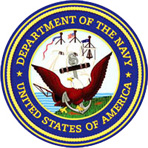 DEPARTMENT OF THE NAVY
UNITED STATES OF AMERICA